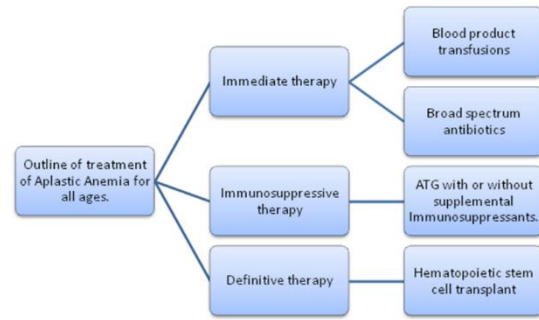 Outline of treatment
of Aplastic Anemia for
all ages.
Immediate therapy
Blood product
transfusions
Broad spectrum
antibiotics
Immunosuppressive
therapy
ATG with or without
supplemental
Immunosuppressants.
Definitive therapy
Hematopoietic stem
cell transplant